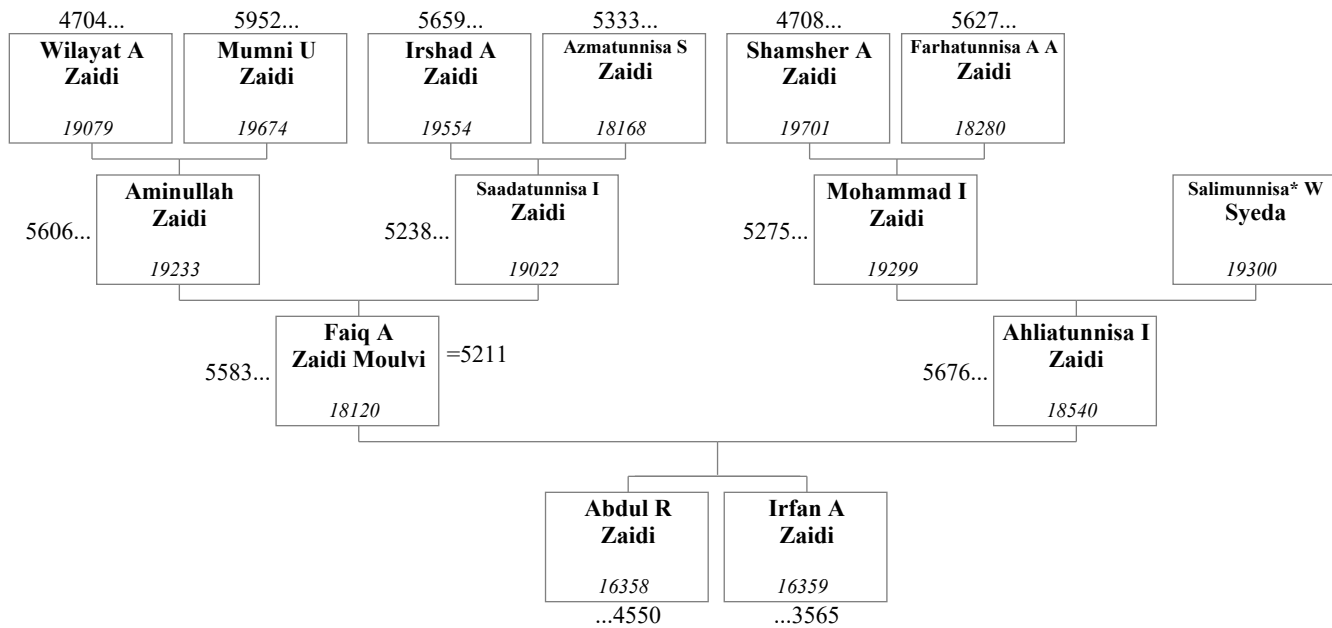 4704... 5952... 5659... 5333... 4708... 5627...
Wilayat A
Zaidi
19079
Mumni U
Zaidi
19674
Irshad A
Zaidi
19554
Azmatunnisa S
Zaidi
18168
Shamsher A
Zaidi
19701
Farhatunnisa A A
Zaidi
18280
5606...
Aminullah
Zaidi
19233
5238...
Saadatunnisa I
Zaidi
19022
5275...
Mohammad I
Zaidi
19299
Salimunnisa* W
Syeda
19300
5583...
Faiq A
Zaidi Moulvi
18120
=5211
5676...
Ahliatunnisa I
Zaidi
18540
Abdul R
Zaidi
16358
...4550
Irfan A
Zaidi
16359
...3565